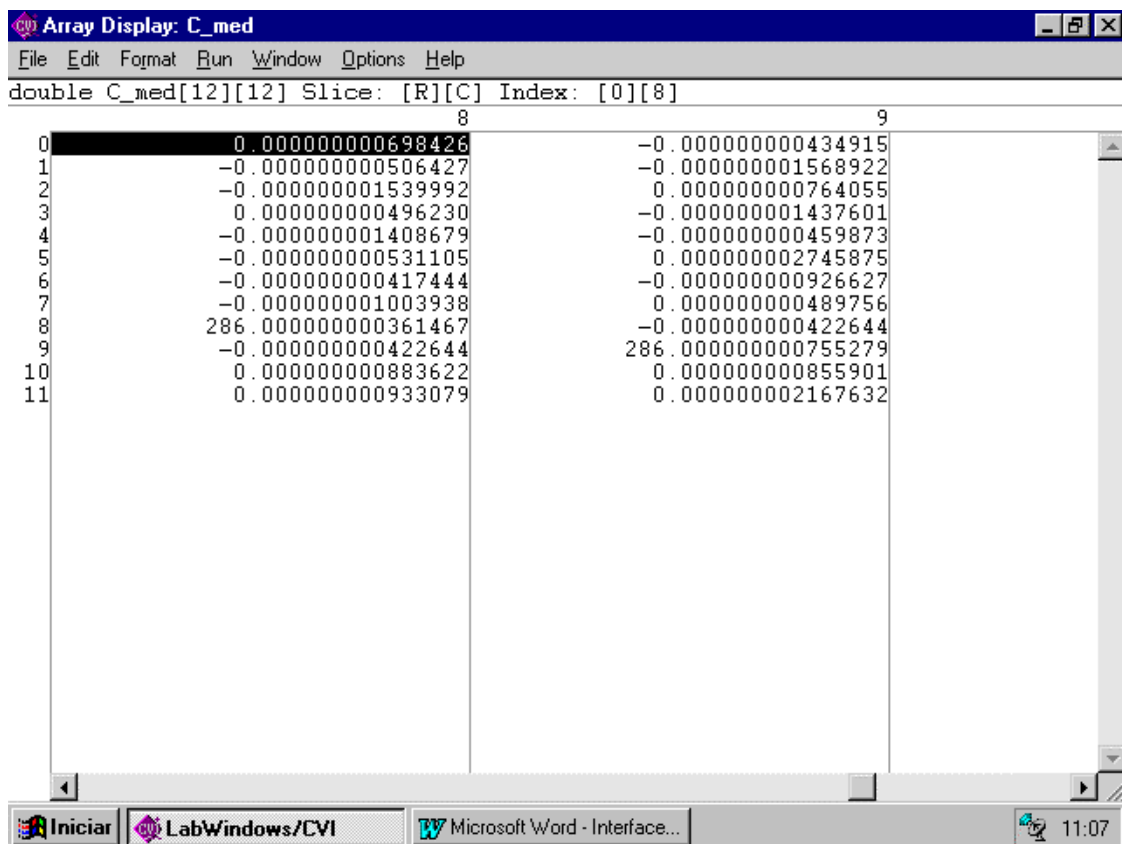 CVI Array Display: C_med
File Edit Format Run Window Options Help
double C_med[12][12] Slice: [R][C] Index: [0][8]
8 9
0 0.000000000698426 -0.000000000434915
1 -0.000000000506427 -0.000000001568922
2 -0.000000001539992 0.000000000764055
3 0.000000000496230 -0.000000001437601
4 -0.000000001408679 -0.000000000459873
5 -0.000000000531105 0.000000002745875
6 -0.000000000417444 -0.000000000926627
7 -0.000000001003938 0.000000000489756
8 286.000000000361467 -0.000000000422644
9 -0.000000000422644 286.000000000755279
10 0.000000000883622 0.000000000855901
11 0.000000000933079 0.000000002167632
Iniciar CVI LabWindows/CVI W Microsoft Word - Interface... 11:07